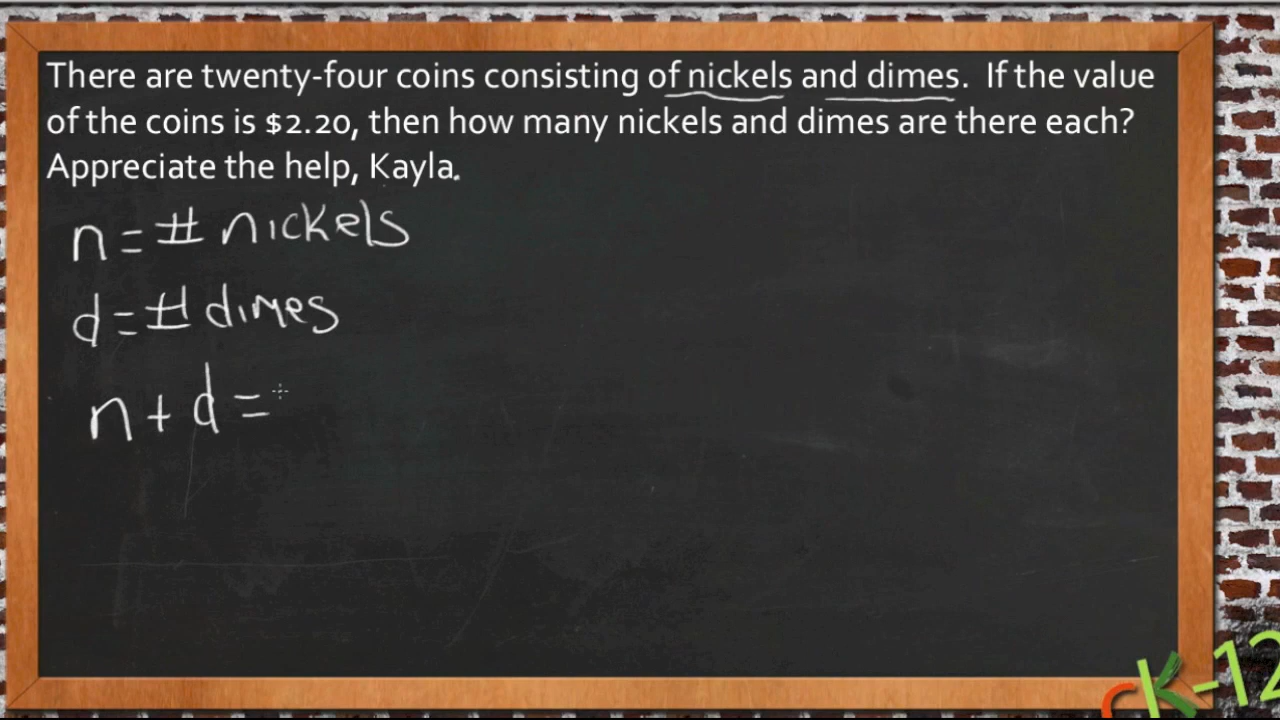 There are twenty-four coins consisting of nickels and dimes. If the value
of the coins is $2.20, then how many nickels and dimes are there each?
Appreciate the help, Kayla.
n = # nickels
d = # dimes
n + d =
cK-12